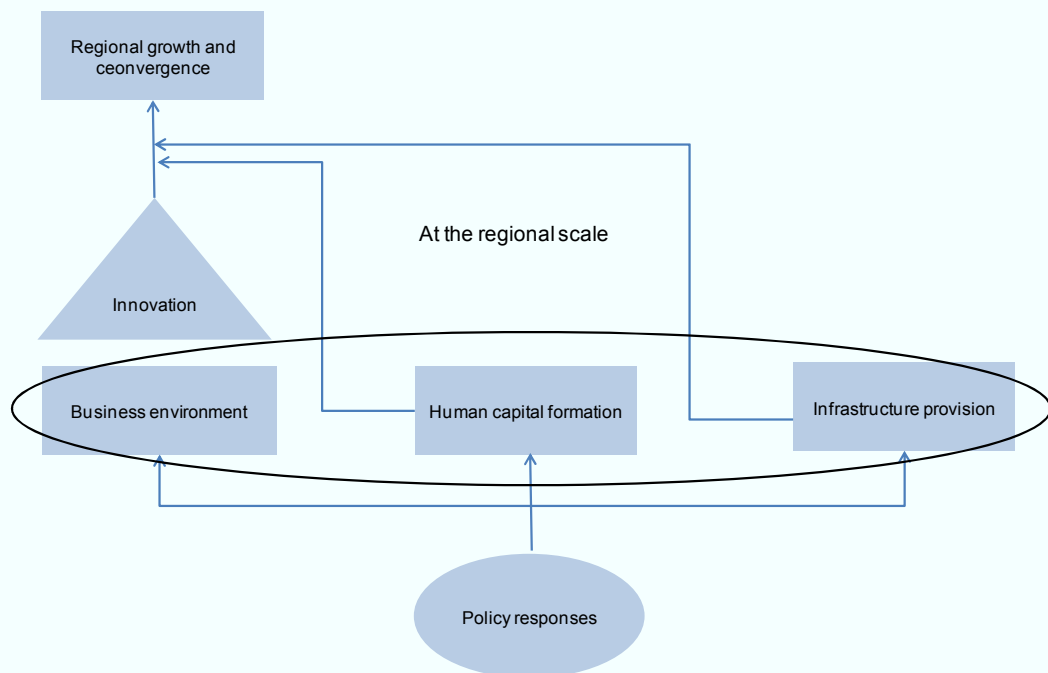 Regional growth and
ceonvergence
At the regional scale
Innovation
Business environment
Human capital formation
Infrastructure provision
Policy responses